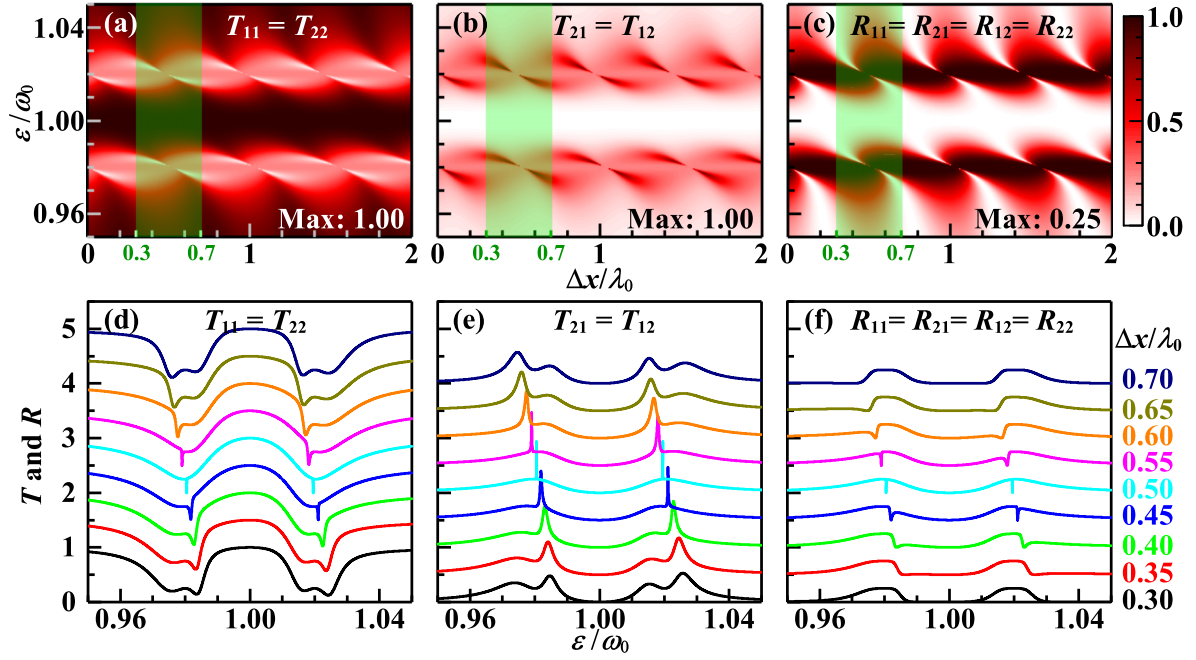 (a) T₁₁ = T₂₂
(b) T₂₁ = T₁₂
(c) R₁₁= R₂₁= R₁₂= R₂₂
1.04
1.00
0.96
ε/ω₀
Max: 1.00
Max: 1.00
Max: 0.25
1.0
0.5
0.0
0 0.3 0.7 1 2
0 0.3 0.7 1 2
0 0.3 0.7 1 2
Δx/λ₀
(d) T₁₁ = T₂₂
(e) T₂₁ = T₁₂
(f) R₁₁= R₂₁= R₁₂= R₂₂
Δx/λ₀
T and R
5
4
3
2
1
0
0.70
0.65
0.60
0.55
0.50
0.45
0.40
0.35
0.30
0.96 1.00 1.04
0.96 1.00 1.04
0.96 1.00 1.04
ε/ω₀